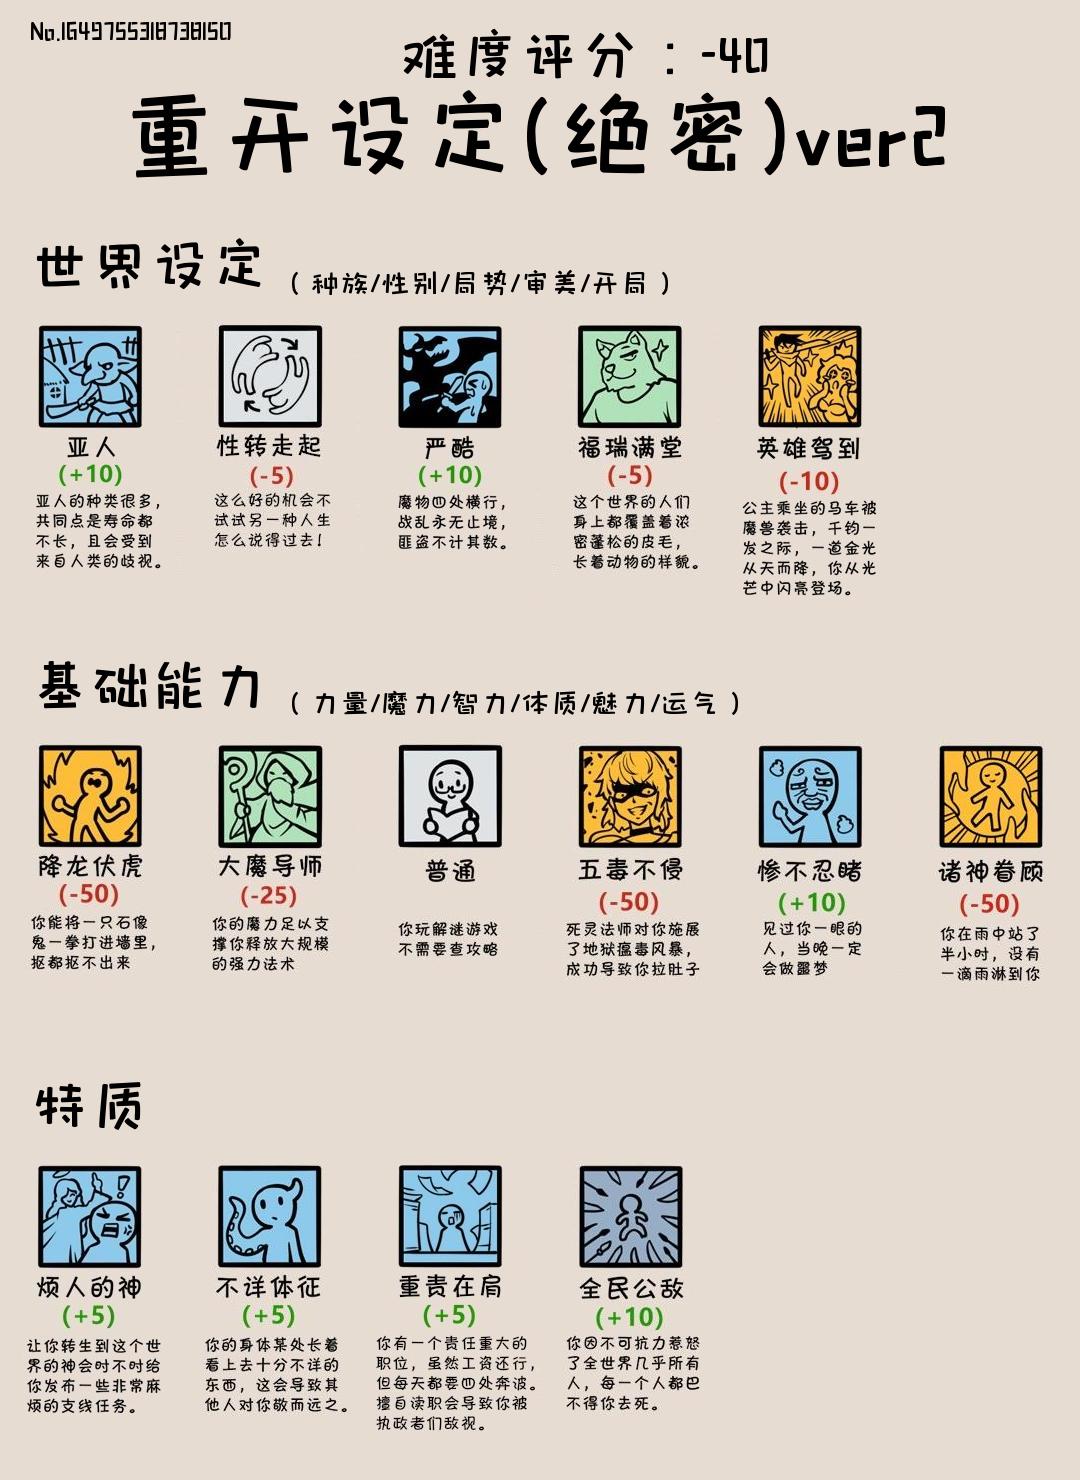 No.1649755318738150
难度评分：-40
重开设定(绝密)ver2
世界设定（种族/性别/局势/审美/开局）
亚人
(+10)
亚人的种类很多，
共同点是寿命都
不长，且会受到
来自人类的歧视。
性转走起
(-5)
这么好的机会不
试试另一种人生
怎么说得过去！
严酷
(+10)
魔物四处横行，
战乱永无止境，
匪盗不计其数。
福瑞满堂
(-5)
这个世界的人们
身上都覆盖着浓
密蓬松的皮毛，
长着动物的样貌。
英雄驾到
(-10)
公主乘坐的马车被
魔兽袭击，千钧一
发之际，一道金光
从天而降，你从光
芒中闪亮登场。
基础能力（力量/魔力/智力/体质/魅力/运气）
降龙伏虎
(-50)
你能将一只石像
鬼一拳打进墙里，
抠都抠不出来
大魔导师
(-25)
你的魔力足以支
撑你释放大规模
的强力法术
普通
你玩解谜游戏
不需要查攻略
五毒不侵
(-50)
死灵法师对你施展
了地狱瘟毒风暴，
成功导致你拉肚子
惨不忍睹
(+10)
见过你一眼的
人，当晚一定
会做噩梦
诸神眷顾
(-50)
你在雨中站了
半小时，没有
一滴雨淋到你
特质
烦人的神
(+5)
让你转生到这个世
界的神会时不时给
你发布一些非常麻
烦的支线任务。
不详体征
(+5)
你的身体某处长着
看上去十分不详的
东西，这会导致其
他人对你敬而远之。
重责在肩
(+5)
你有一个责任重大的
职位，虽然工资还行，
但每天都要四处奔波。
擅自读职会导致你被
执政者们敌视。
全民公敌
(+10)
你因不可抗力惹怒
了全世界几乎所有
人，每一个人都巴
不得你去死。